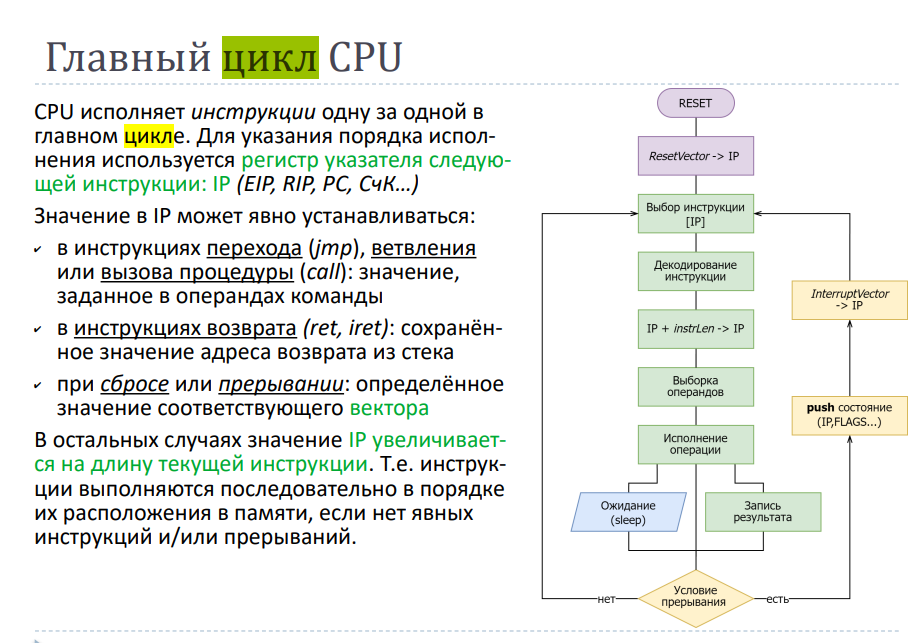 Главный цикл CPU
CPU исполняет инструкции одну за одной в
главном цикле. Для указания порядка испол-
нения используется регистр указателя следую-
щей инструкции: IP (EIP, RIP, PC, СчК...)
Значение в IP может явно устанавливаться:
✓ в инструкциях перехода (jmp), ветвления
или вызова процедуры (call): значение,
заданное в операндах команды
✓ в инструкциях возврата (ret, iret): сохранён-
ное значение адреса возврата из стека
✓ при сбросе или прерывании: определённое
значение соответствующего вектора
В остальных случаях значение IP увеличивает-
ся на длину текущей инструкции. Т.е. инструк-
ции выполняются последовательно в порядке
их расположения в памяти, если нет явных
инструкций и/или прерываний.
RESET
ResetVector -> IP
Выбор инструкции
[IP]
Декодирование
инструкции
IP + instrLen -> IP
Выборка
операндов
Исполнение
операции
Ожидание
(sleep)
Запись
результата
Условие
прерывания
нет
есть
push состояние
(IP,FLAGS...)
InterruptVector
-> IP